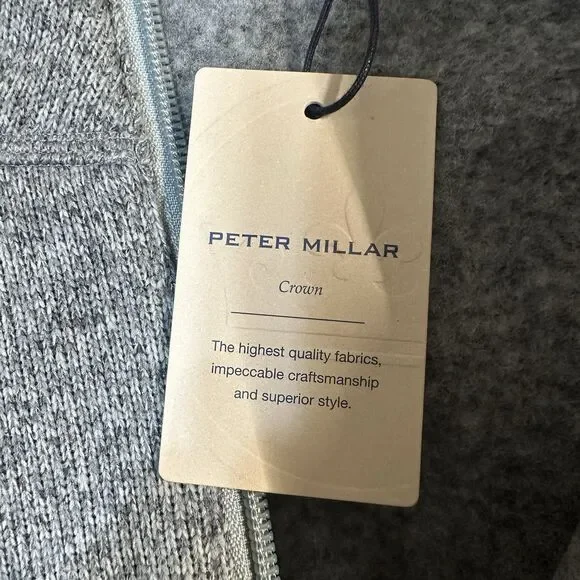 PETER MILLAR
Crown
The highest quality fabrics,
impeccable craftsmanship
and superior style.